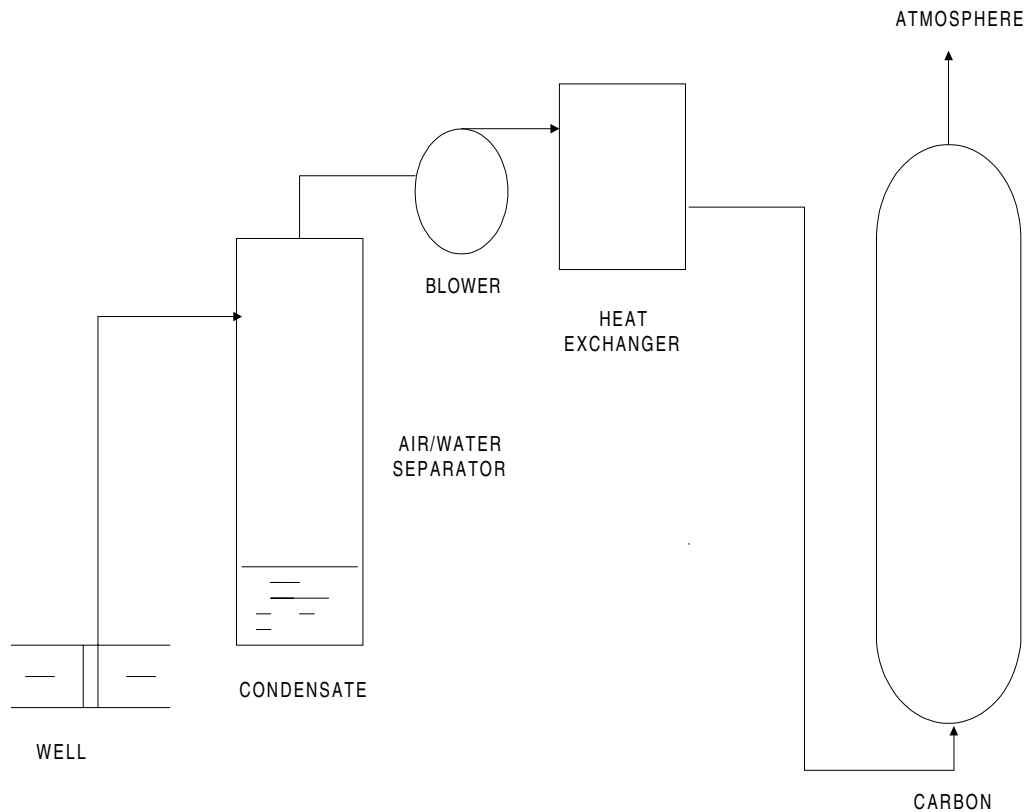 ATMOSPHERE
BLOWER
HEAT
EXCHANGER
AIR/WATER
SEPARATOR
CONDENSATE
WELL
CARBON